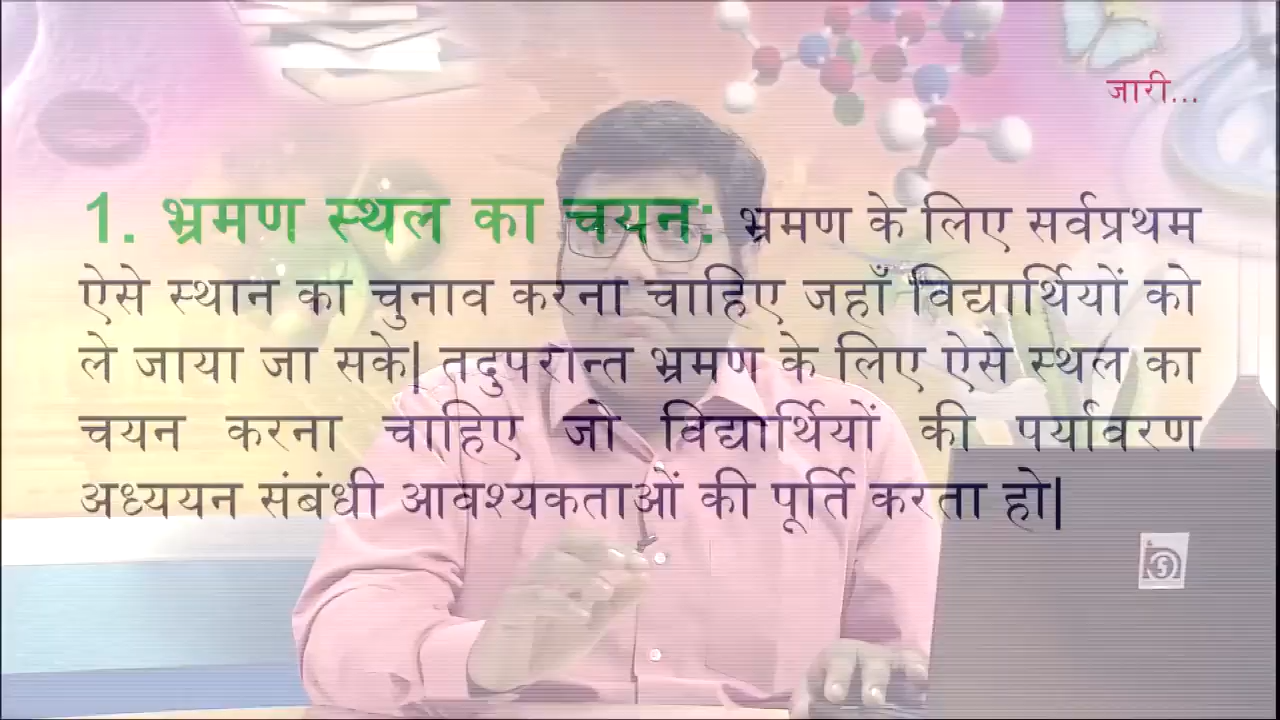 जारी...
1. भ्रमण स्थल का चयन: भ्रमण के लिए सर्वप्रथम
ऐसे स्थान का चुनाव करना चाहिए जहाँ विद्यार्थियों को
ले जाया जा सके| तदुपरान्त भ्रमण के लिए ऐसे स्थल का
चयन करना चाहिए जो विद्यार्थियों की पर्यावरण
अध्ययन संबंधी आवश्यकताओं की पूर्ति करता हो|